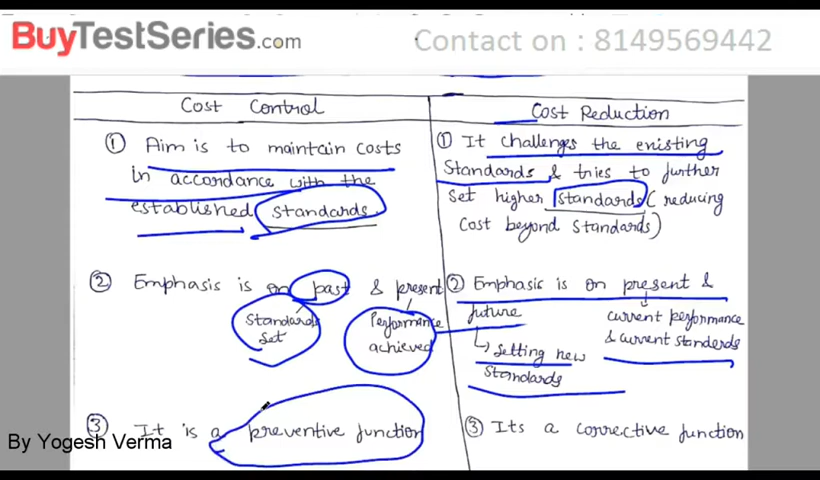 BuyTestSeries.com
Contact on : 8149569442
Cost Control
① Aim is to maintain costs
in accordance with the
established standards
② Emphasis is on past & present
Standards
set
Performance
achieved
③ It is a preventive function
Cost Reduction
① It challenges the enisting
Standards & tries to further
set higher standards (reducing
cost beyond standards)
② Emphasis is on present &
future
current performance
& current standards
↳ Setting new
Standards
③ Its a corrective function
By Yogesh Verma